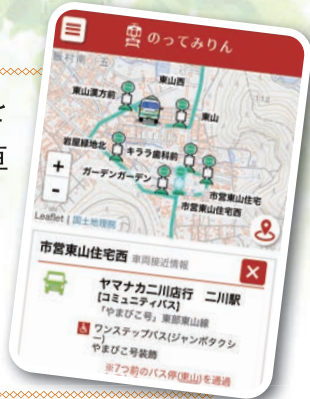 のってみりん
村南
五
112
東山西
東山漢方前
東山
岩屋緑地北
キララ歯科前
ガーデンガーデン
市営東山住宅
市営東山住宅西
+
-
Leaflet | 国土地理院
市営東山住宅西 車両接近情報
ヤマナカ二川店行 二川駅
[コミュニティバス]
「やまびこ号」東部東山線
ワンステップバス(ジャンボタクシ
ー)
やまびこ号装飾
※7つ前のバス停(東山)を通過
と